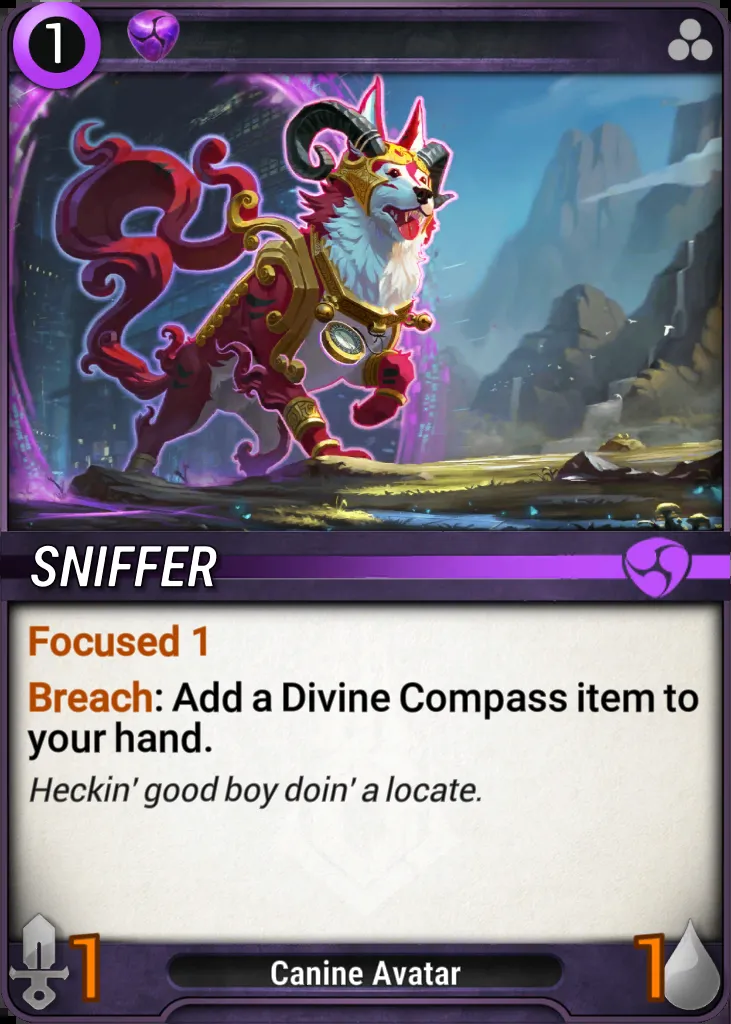 1
SNIFFER
Focused 1
Breach: Add a Divine Compass item to
your hand.
Heckin' good boy doin' a locate.
1
Canine Avatar
1